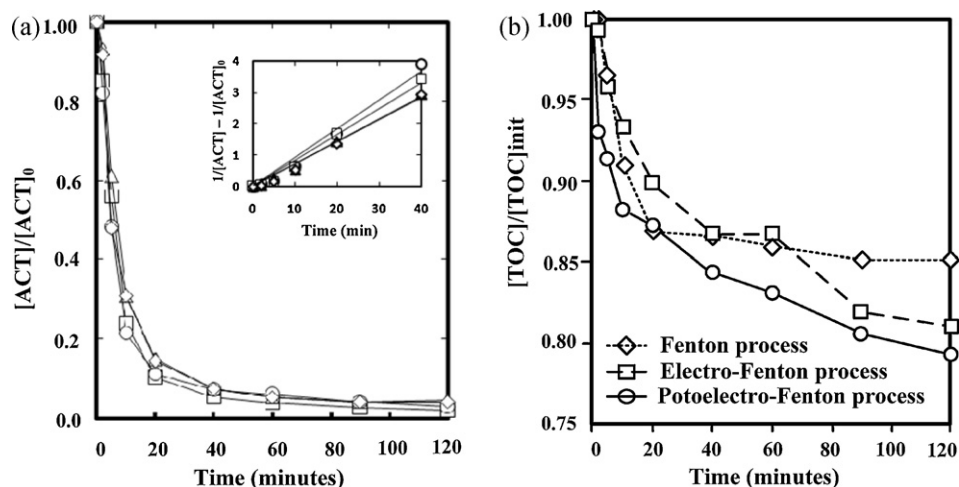 (a)
[ACT]/[ACT]0
1.00
0.8
0.6
0.4
0.2
0.0
0 20 40 60 80 100 120
Time (minutes)
1/[ACT] – 1/[ACT]0
4
3
2
1
0
0 10 20 30 40
Time (min)
(b)
[TOC]/[TOC]init
1.00
0.95
0.90
0.85
0.80
0.75
Fenton process
Electro-Fenton process
Potoelectro-Fenton process
0 20 40 60 80 100 120
Time (minutes)